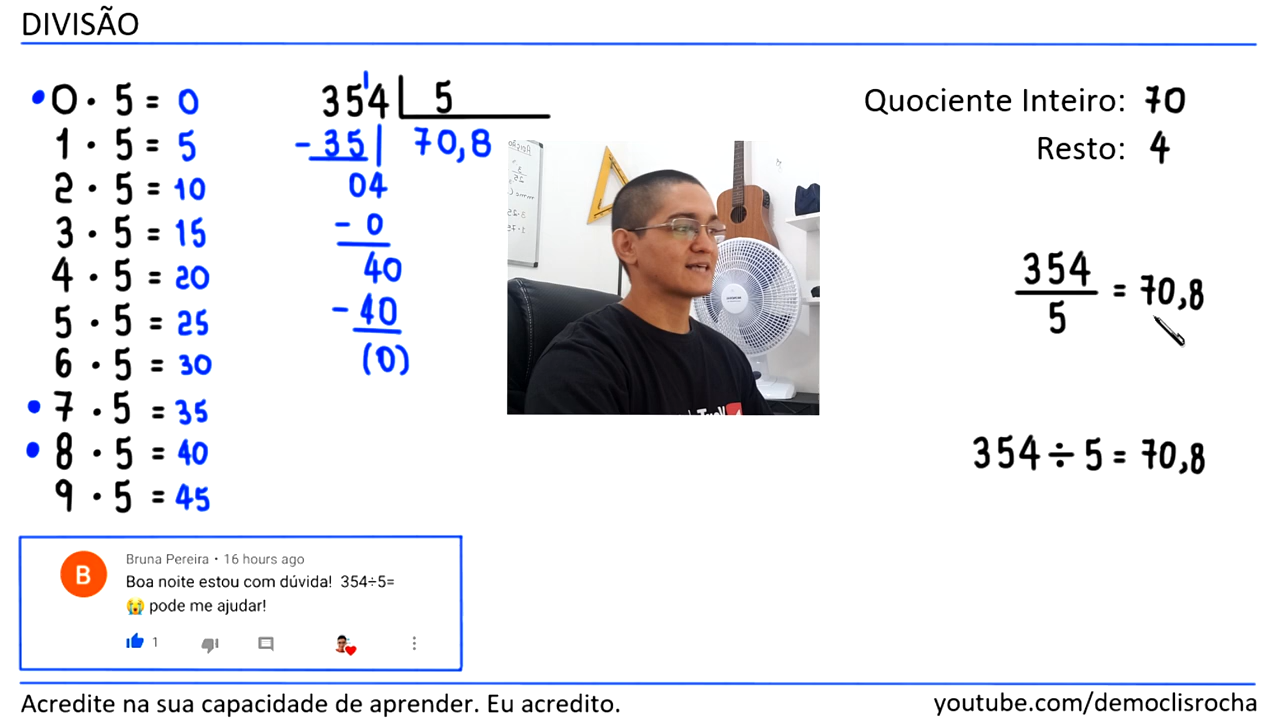 DIVISÃO
0 · 5 = 0
1 · 5 = 5
2 · 5 = 10
3 · 5 = 15
4 · 5 = 20
5 · 5 = 25
6 · 5 = 30
7 · 5 = 35
8 · 5 = 40
9 · 5 = 45
354 5
- 35 70,8
04
- 0
40
- 40
(0)
Quociente Inteiro: 70
Resto: 4
354
5
= 70,8
354 ÷ 5 = 70,8
B
Bruna Pereira · 16 hours ago
Boa noite estou com dúvida! 354÷5=
😭 pode me ajudar!
1
Acredite na sua capacidade de aprender. Eu acredito.
youtube.com/democlisrocha